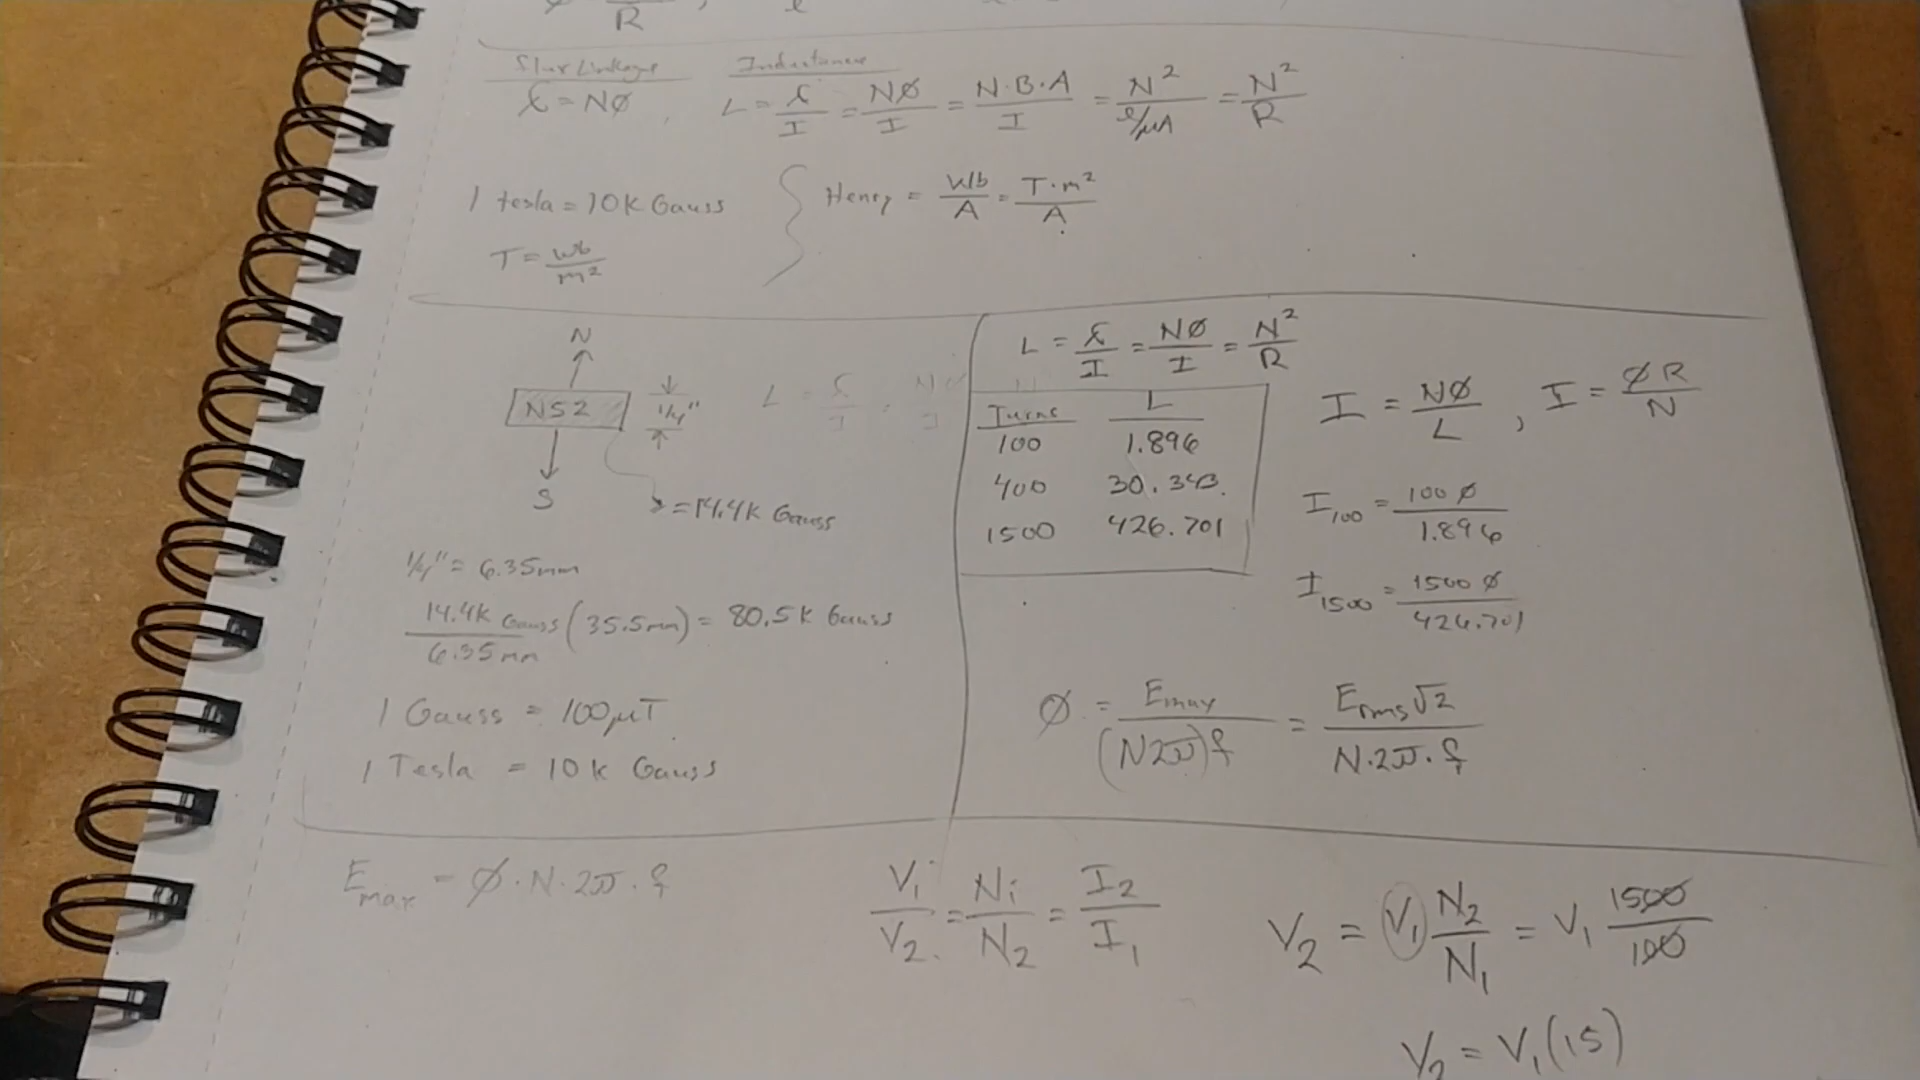 R
Flux Linkage
λ = NØ ,
Inductance
L = λ/I = NØ/I = N·B·A/I = N²/(l/μA) = N²/R
1 tesla = 10K Gauss
T = Wb/m²
Henry = Wb/A = T·m²/A
N
N52
1/4"
S
= 14.4K Gauss
1/4" = 6.35mm
14.4K Gauss/6.35mm (35.5mm) = 80.5K Gauss
1 Gauss = 100μT
1 Tesla = 10K Gauss
L = λ/I = NØ/I = N²/R
Turns L
100 1.896
400 30.343
1500 426.701
I = NØ/L , I = ØR/N
I₁₀₀ = 100Ø/1.896
I₁₅₀₀ = 1500Ø/426.701
Ø = Emax/(N2π)f = Erms√2/N·2π·f
Emax = Ø·N·2π·f
V₁/V₂ = N₁/N₂ = I₂/I₁
V₂ = V₁ N₂/N₁ = V₁ 1500/100
V₂ = V₁(15)